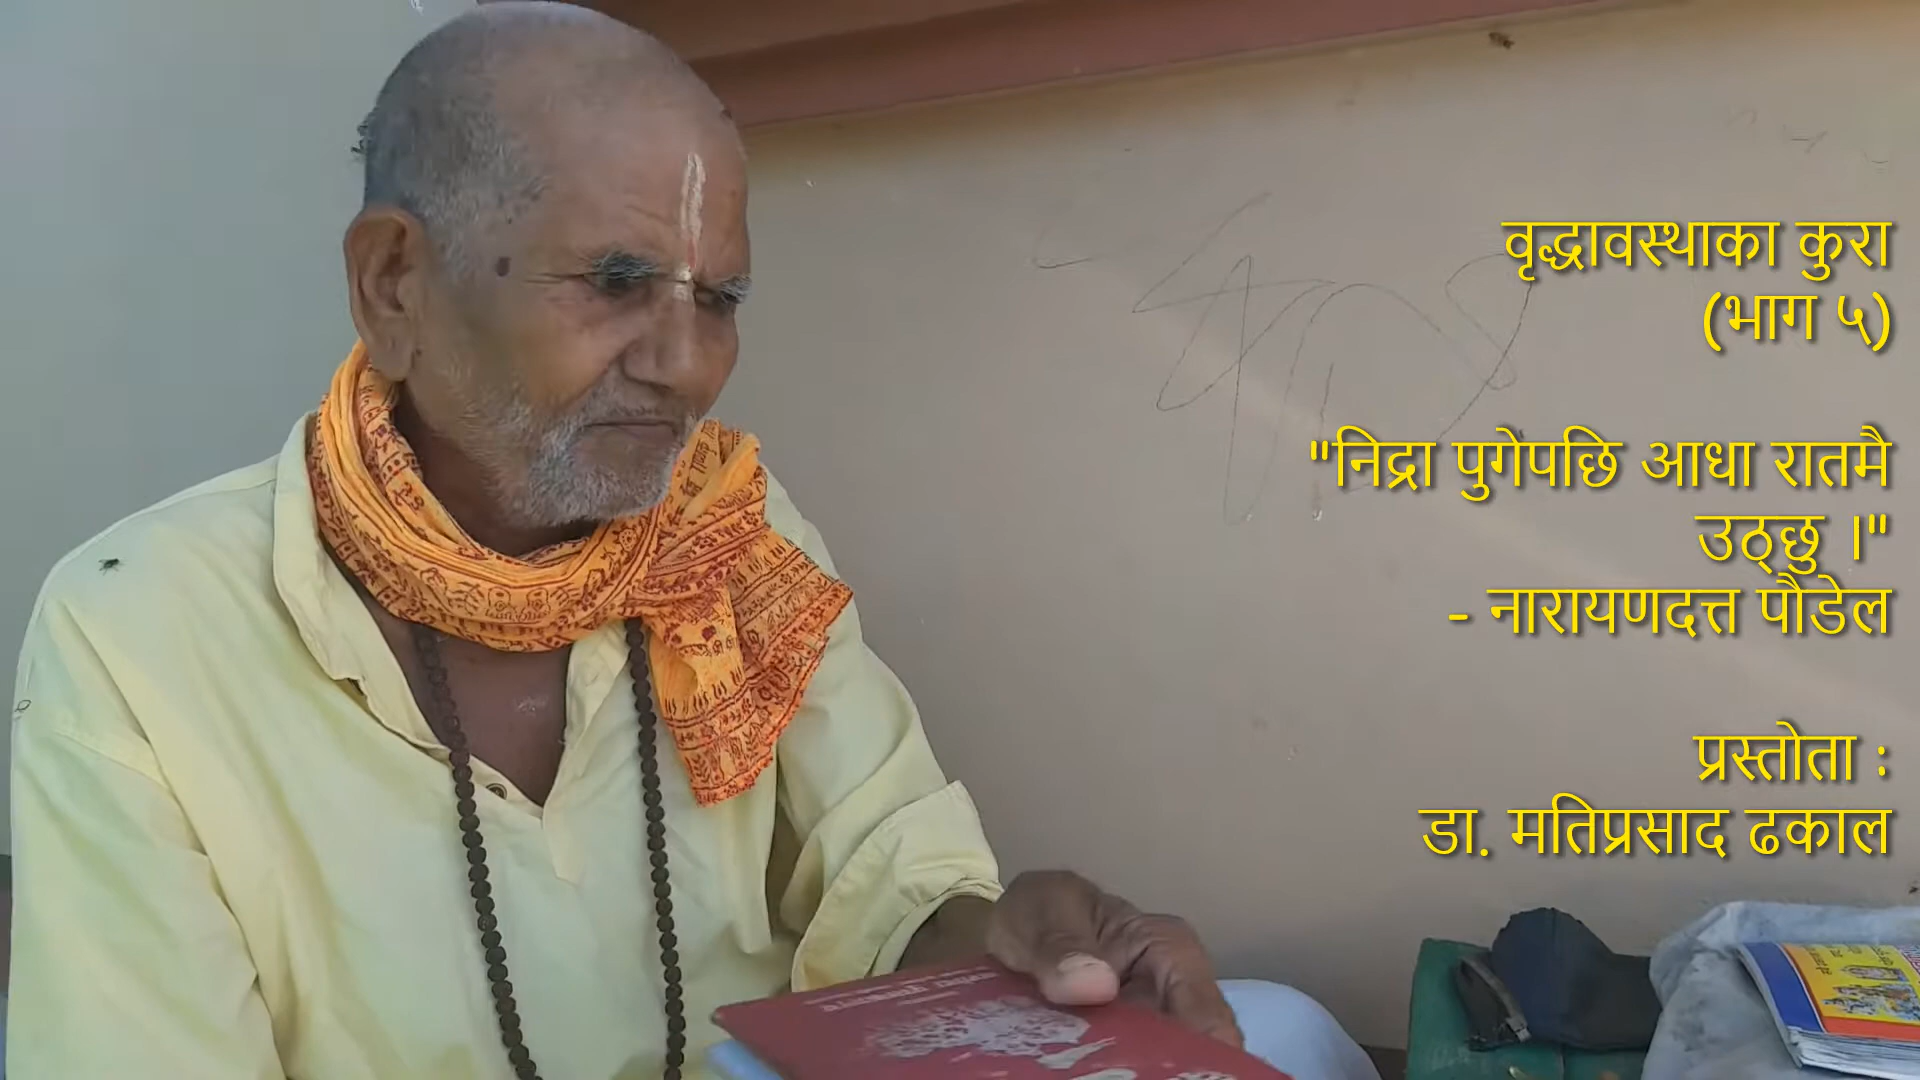 वृद्धावस्थाका कुरा
(भाग ५)
"निद्रा पुगेपछि आधा रातमै
उठ्छु ।"
- नारायणदत्त पौडेल
प्रस्तोता :
डा. मतिप्रसाद ढकाल